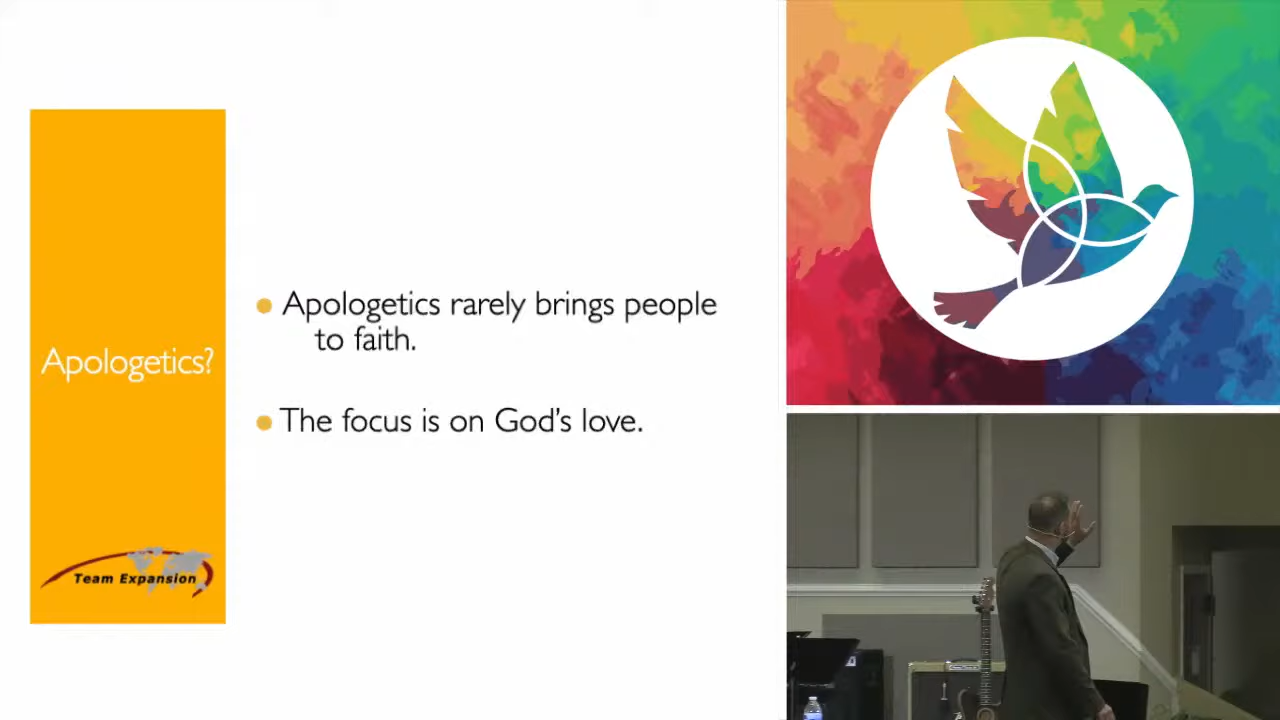 Apologetics?
Team Expansion
Apologetics rarely brings people
to faith.
The focus is on God's love.